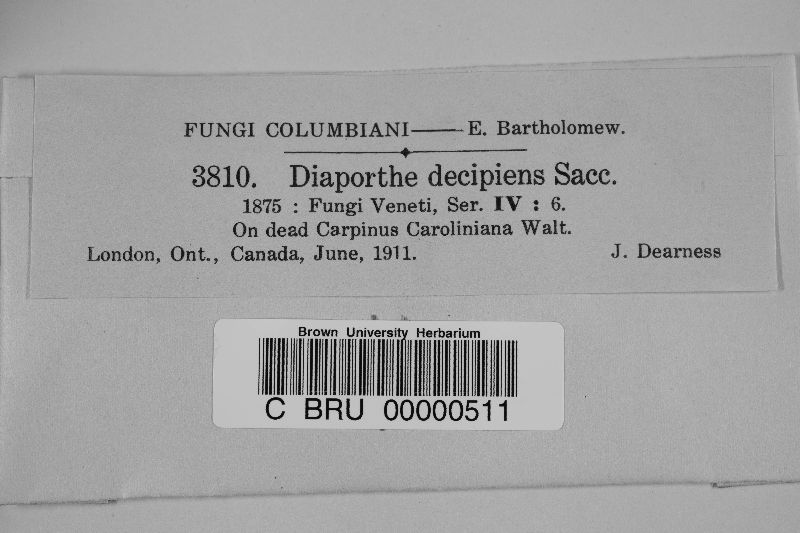 FUNGI COLUMBIANI—E. Bartholomew.
3810. Diaporthe decipiens Sacc.
1875 : Fungi Veneti, Ser. IV : 6.
On dead Carpinus Caroliniana Walt.
London, Ont., Canada, June, 1911. J. Dearness
Brown University Herbarium
C BRU 00000511